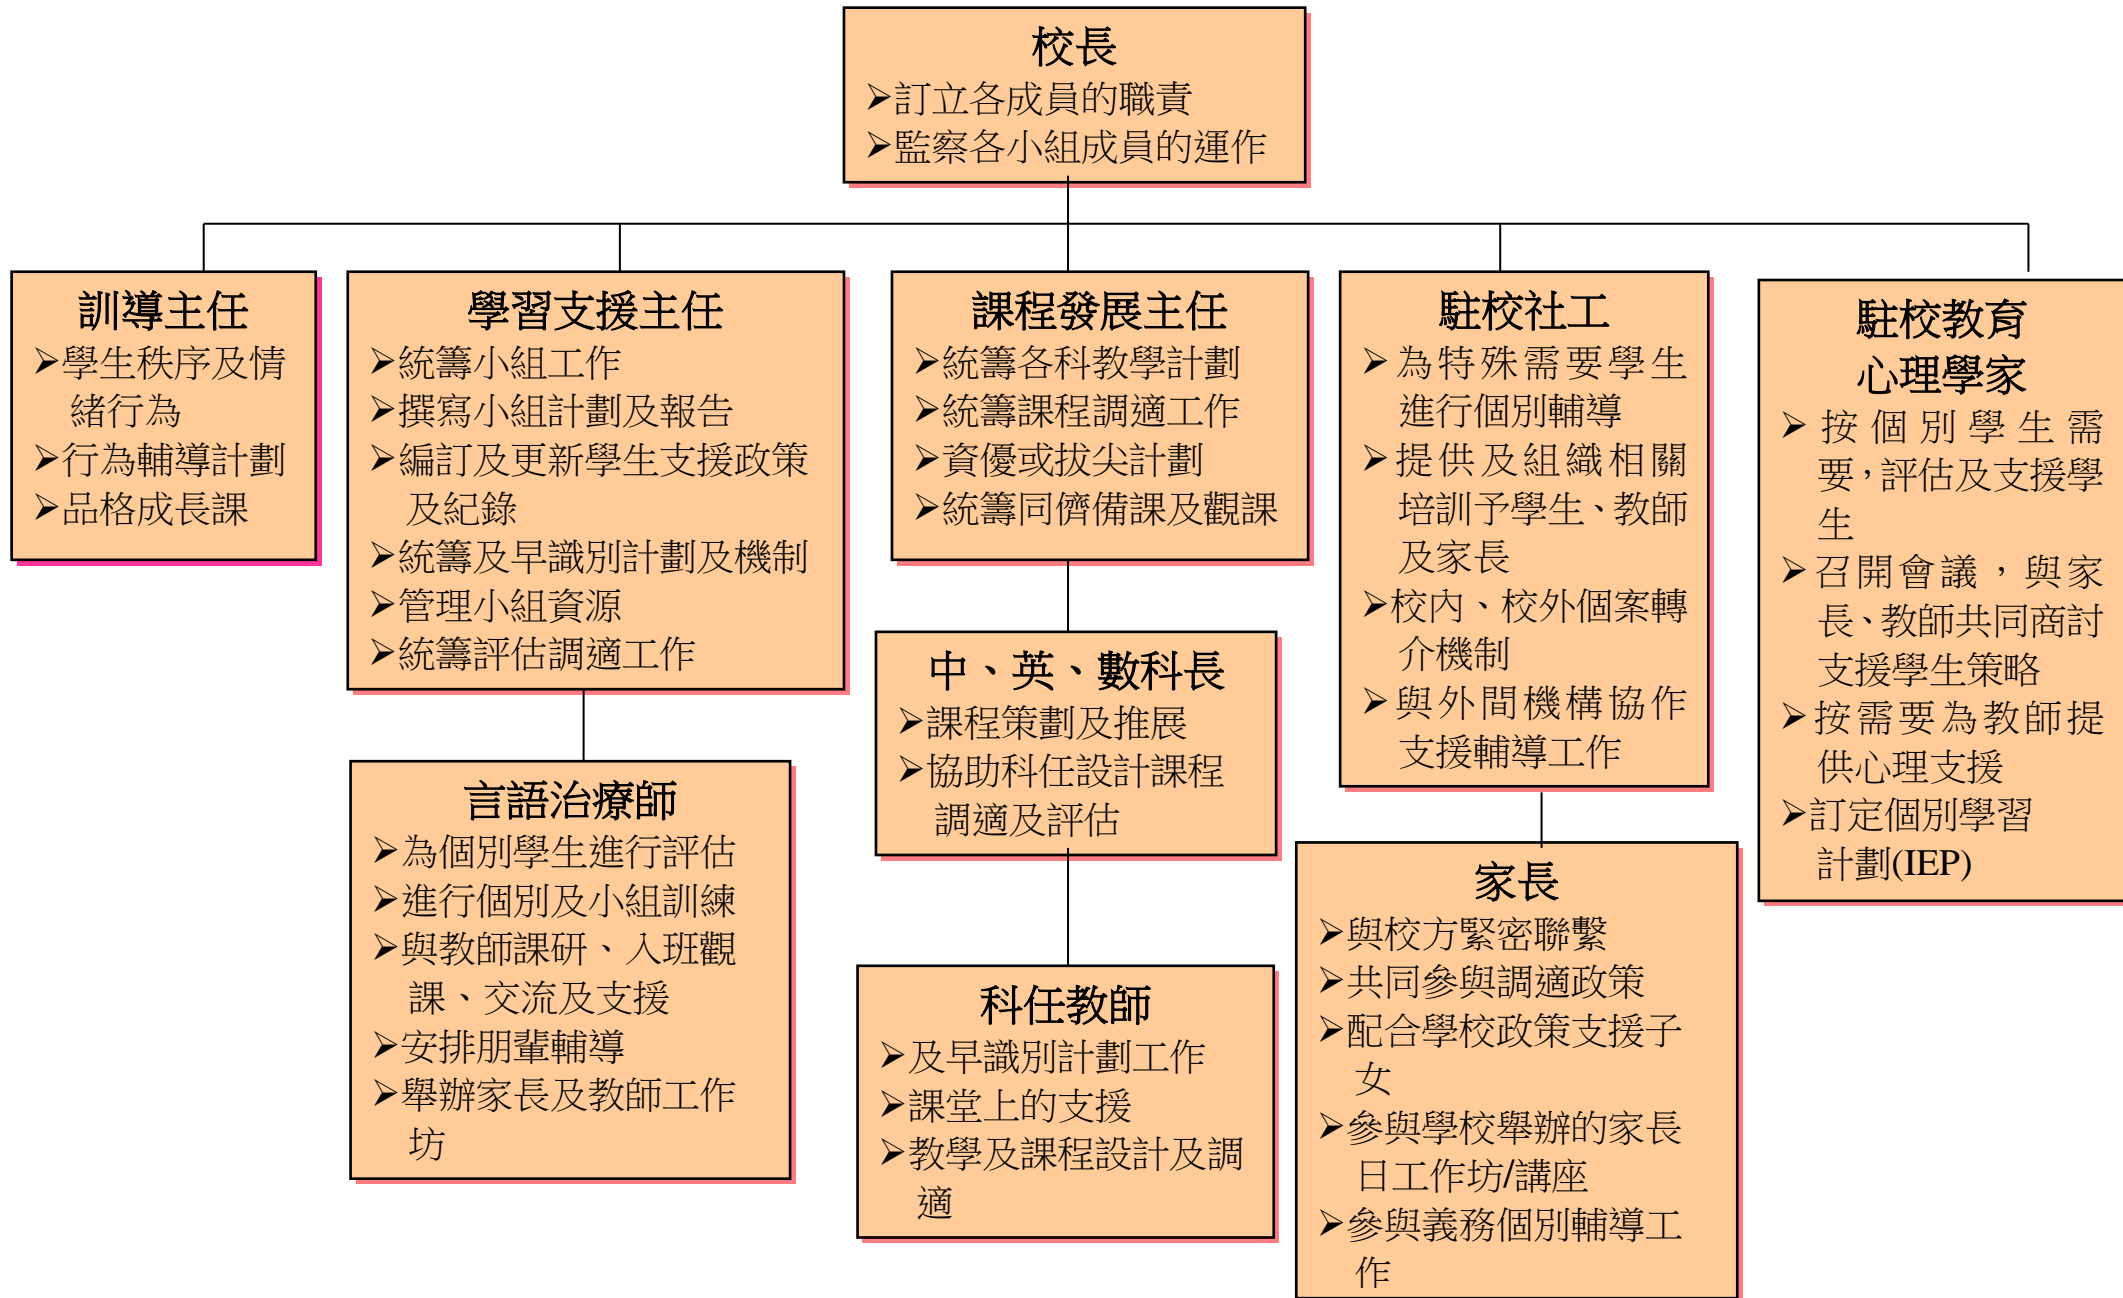 校長
➢訂立各成員的職責
➢監察各小組成員的運作
訓導主任
➢學生秩序及情
緒行為
➢行為輔導計劃
➢品格成長課
學習支援主任
➢統籌小組工作
➢撰寫小組計劃及報告
➢編訂及更新學生支援政策
及紀錄
➢統籌及早識別計劃及機制
➢管理小組資源
➢統籌評估調適工作
言語治療師
➢為個別學生進行評估
➢進行個別及小組訓練
➢與教師課研、入班觀
課、交流及支援
➢安排朋輩輔導
➢舉辦家長及教師工作
坊
課程發展主任
➢統籌各科教學計劃
➢統籌課程調適工作
➢資優或拔尖計劃
➢統籌同儕備課及觀課
中、英、數科長
➢課程策劃及推展
➢協助科任設計課程
調適及評估
科任教師
➢及早識別計劃工作
➢課堂上的支援
➢教學及課程設計及調
適
駐校社工
➢為特殊需要學生
進行個別輔導
➢提供及組織相關
培訓予學生、教師
及家長
➢校內、校外個案轉
介機制
➢與外間機構協作
支援輔導工作
家長
➢與校方緊密聯繫
➢共同參與調適政策
➢配合學校政策支援子
女
➢參與學校舉辦的家長
日工作坊/講座
➢參與義務個別輔導工
作
駐校教育
心理學家
➢按個別學生需
要，評估及支援學
生
➢召開會議，與家
長、教師共同商討
支援學生策略
➢按需要為教師提
供心理支援
➢訂定個別學習
計劃(IEP)